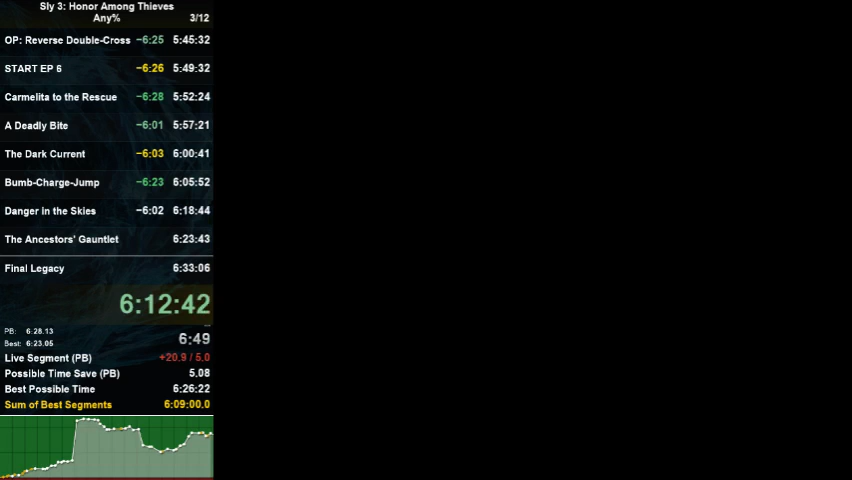 Sly 3: Honor Among Thieves
Any% 3/12
OP: Reverse Double-Cross −6:25 5:45:32
START EP 6 −6:26 5:49:32
Carmelita to the Rescue −6:28 5:52:24
A Deadly Bite −6:01 5:57:21
The Dark Current −6:03 6:00:41
Bumb-Charge-Jump −6:23 6:05:52
Danger in the Skies −6:02 6:18:44
The Ancestors' Gauntlet 6:23:43
Final Legacy 6:33:06
6:12:42
PB: 6:28.13
Best: 6:23.05
6:49
Live Segment (PB) +20.9 / 5.0
Possible Time Save (PB) 5.08
Best Possible Time 6:26:22
Sum of Best Segments 6:09:00.0